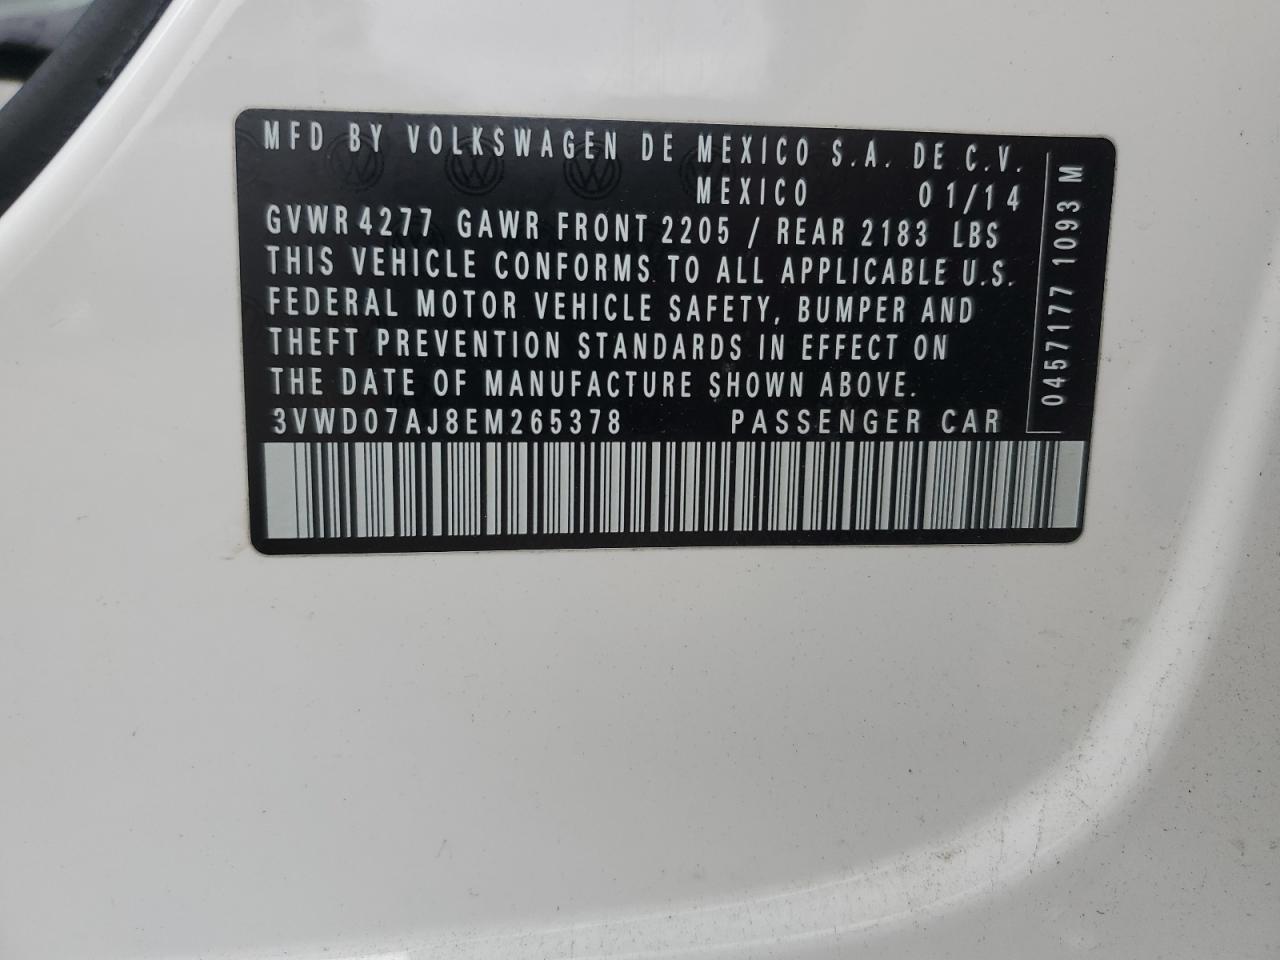 MFD BY VOLKSWAGEN DE MEXICO S.A. DE C.V.
MEXICO 01/14
GVWR 4277 GAWR FRONT 2205 / REAR 2183 LBS
THIS VEHICLE CONFORMS TO ALL APPLICABLE U.S.
FEDERAL MOTOR VEHICLE SAFETY, BUMPER AND
THEFT PREVENTION STANDARDS IN EFFECT ON
THE DATE OF MANUFACTURE SHOWN ABOVE.
3VWD07AJ8EM265378 PASSENGER CAR
0457177 1093 M